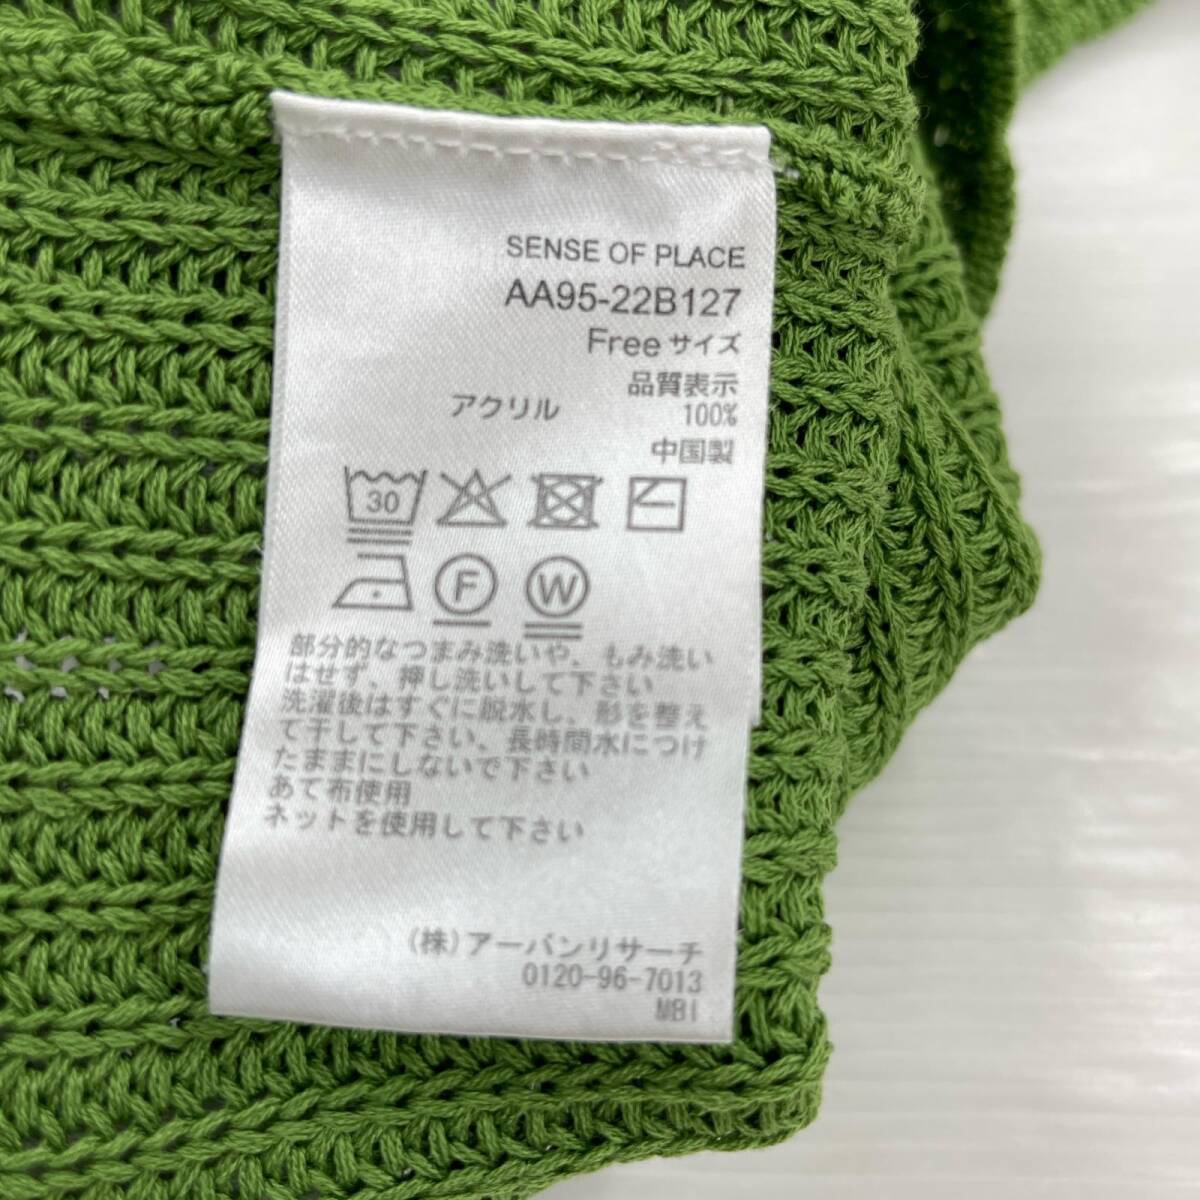 SENSE OF PLACE
AA95-22B127
Freeサイズ
品質表示
アクリル 100%
中国製
30
F W
部分的なつまみ洗いや、もみ洗い
はせず、押し洗いして下さい
洗濯後はすぐに脱水し、形を整え
て干して下さい、長時間水につけ
たままにしないで下さい
あて布使用
ネットを使用して下さい
(株)アーバンリサーチ
0120-96-7013
MBI